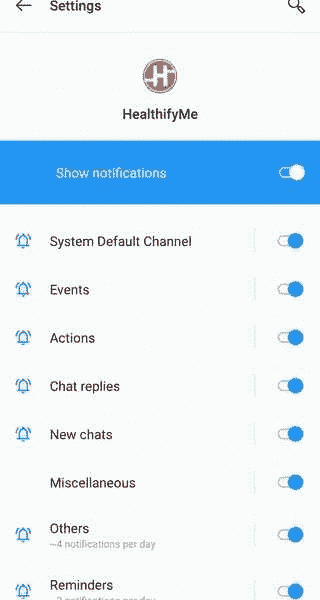 Settings
HealthifyMe
Show notifications
System Default Channel
Events
Actions
Chat replies
New chats
Miscellaneous
Others
~4 notifications per day
Reminders